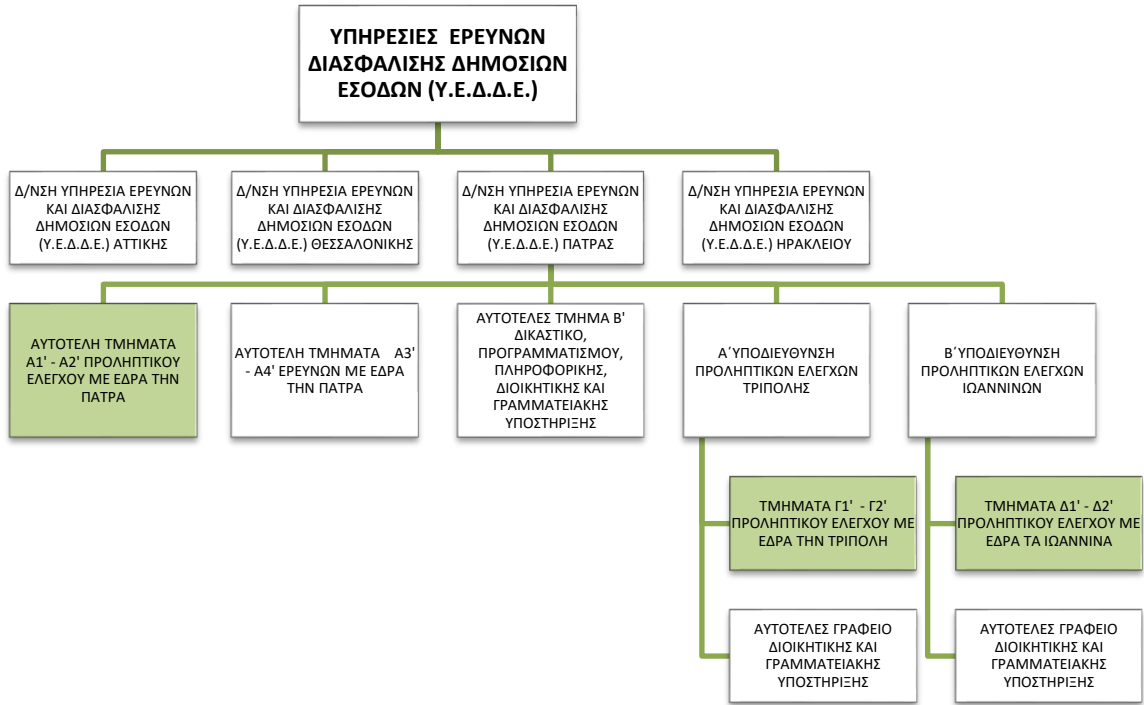 ΥΠΗΡΕΣΙΕΣ ΕΡΕΥΝΩΝ
ΔΙΑΣΦΑΛΙΣΗΣ ΔΗΜΟΣΙΩΝ
ΕΣΟΔΩΝ (Υ.Ε.Δ.Δ.Ε.)
Δ/ΝΣΗ ΥΠΗΡΕΣΙΑ ΕΡΕΥΝΩΝ
ΚΑΙ ΔΙΑΣΦΑΛΙΣΗΣ
ΔΗΜΟΣΙΩΝ ΕΣΟΔΩΝ
(Υ.Ε.Δ.Δ.Ε.) ΑΤΤΙΚΗΣ
Δ/ΝΣΗ ΥΠΗΡΕΣΙΑ ΕΡΕΥΝΩΝ
ΚΑΙ ΔΙΑΣΦΑΛΙΣΗΣ
ΔΗΜΟΣΙΩΝ ΕΣΟΔΩΝ
(Υ.Ε.Δ.Δ.Ε.) ΘΕΣΣΑΛΟΝΙΚΗΣ
Δ/ΝΣΗ ΥΠΗΡΕΣΙΑ ΕΡΕΥΝΩΝ
ΚΑΙ ΔΙΑΣΦΑΛΙΣΗΣ
ΔΗΜΟΣΙΩΝ ΕΣΟΔΩΝ
(Υ.Ε.Δ.Δ.Ε.) ΠΑΤΡΑΣ
Δ/ΝΣΗ ΥΠΗΡΕΣΙΑ ΕΡΕΥΝΩΝ
ΚΑΙ ΔΙΑΣΦΑΛΙΣΗΣ
ΔΗΜΟΣΙΩΝ ΕΣΟΔΩΝ
(Υ.Ε.Δ.Δ.Ε.) ΗΡΑΚΛΕΙΟΥ
ΑΥΤΟΤΕΛΗ ΤΜΗΜΑΤΑ
Α1' - Α2' ΠΡΟΛΗΠΤΙΚΟΥ
ΕΛΕΓΧΟΥ ΜΕ ΕΔΡΑ ΤΗΝ
ΠΑΤΡΑ
ΑΥΤΟΤΕΛΗ ΤΜΗΜΑΤΑ Α3'
- Α4' ΕΡΕΥΝΩΝ ΜΕ ΕΔΡΑ
ΤΗΝ ΠΑΤΡΑ
ΑΥΤΟΤΕΛΕΣ ΤΜΗΜΑ Β'
ΔΙΚΑΣΤΙΚΟ,
ΠΡΟΓΡΑΜΜΑΤΙΣΜΟΥ,
ΠΛΗΡΟΦΟΡΙΚΗΣ,
ΔΙΟΙΚΗΤΙΚΗΣ ΚΑΙ
ΓΡΑΜΜΑΤΕΙΑΚΗΣ
ΥΠΟΣΤΗΡΙΞΗΣ
Α΄ΥΠΟΔΙΕΥΘΥΝΣΗ
ΠΡΟΛΗΠΤΙΚΩΝ ΕΛΕΓΧΩΝ
ΤΡΙΠΟΛΗΣ
Β΄ΥΠΟΔΙΕΥΘΥΝΣΗ
ΠΡΟΛΗΠΤΙΚΩΝ ΕΛΕΓΧΩΝ
ΙΩΑΝΝΙΝΩΝ
ΤΜΗΜΑΤΑ Γ1' - Γ2'
ΠΡΟΛΗΠΤΙΚΟΥ ΕΛΕΓΧΟΥ ΜΕ
ΕΔΡΑ ΤΗΝ ΤΡΙΠΟΛΗ
ΤΜΗΜΑΤΑ Δ1' - Δ2'
ΠΡΟΛΗΠΤΙΚΟΥ ΕΛΕΓΧΟΥ ΜΕ
ΕΔΡΑ ΤΑ ΙΩΑΝΝΙΝΑ
ΑΥΤΟΤΕΛΕΣ ΓΡΑΦΕΙΟ
ΔΙΟΙΚΗΤΙΚΗΣ ΚΑΙ
ΓΡΑΜΜΑΤΕΙΑΚΗΣ
ΥΠΟΣΤΗΡΙΞΗΣ
ΑΥΤΟΤΕΛΕΣ ΓΡΑΦΕΙΟ
ΔΙΟΙΚΗΤΙΚΗΣ ΚΑΙ
ΓΡΑΜΜΑΤΕΙΑΚΗΣ
ΥΠΟΣΤΗΡΙΞΗΣ